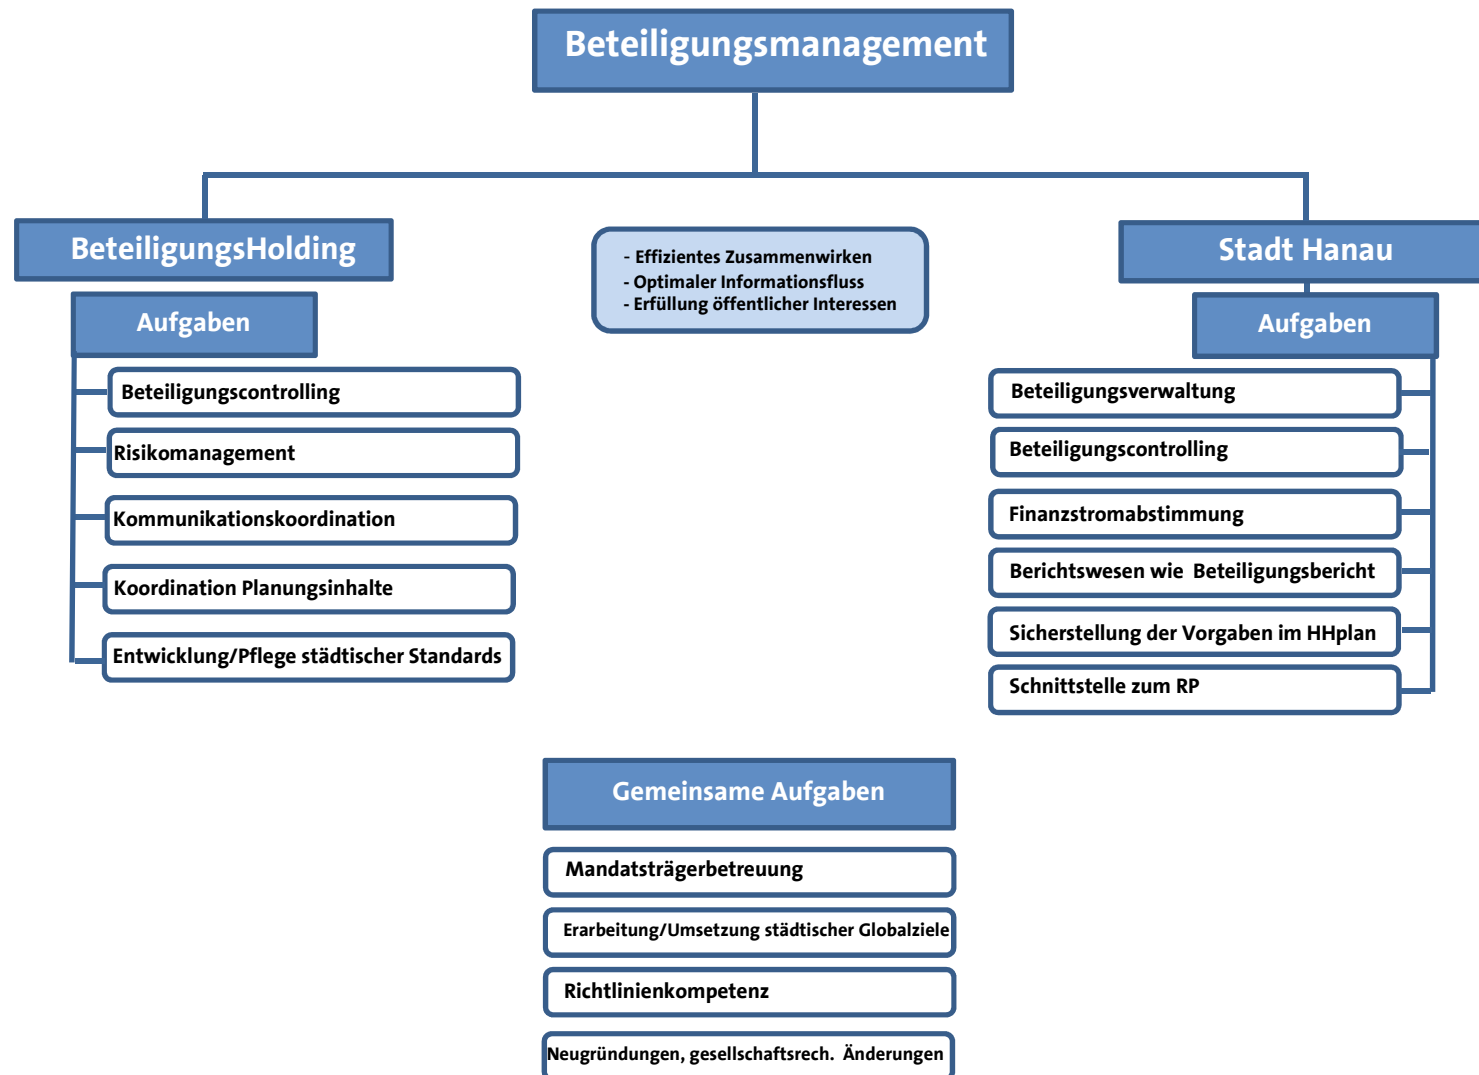 Beteiligungsmanagement
BeteiligungsHolding
Aufgaben
Beteiligungscontrolling
Risikomanagement
Kommunikationskoordination
Koordination Planungsinhalte
Entwicklung/Pflege städtischer Standards
- Effizientes Zusammenwirken
- Optimaler Informationsfluss
- Erfüllung öffentlicher Interessen
Stadt Hanau
Aufgaben
Beteiligungsverwaltung
Beteiligungscontrolling
Finanzstromabstimmung
Berichtswesen wie Beteiligungsbericht
Sicherstellung der Vorgaben im HHplan
Schnittstelle zum RP
Gemeinsame Aufgaben
Mandatsträgerbetreuung
Erarbeitung/Umsetzung städtischer Globalziele
Richtlinienkompetenz
Neugründungen, gesellschaftsrech. Änderungen